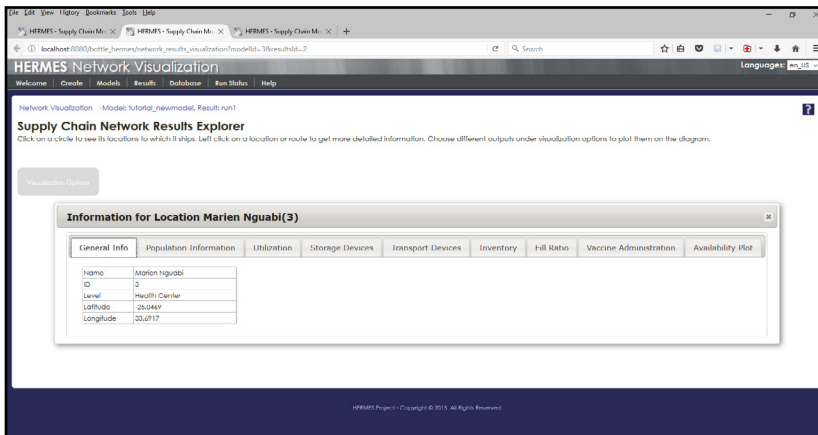 File Edit View History Bookmarks Tools Help
HERMES - Supply Chain Mo × HERMES - Supply Chain Mo × HERMES - Supply Chain Mo × +
localhost:8080/bottle_hermes/network_results_visualization?modelId=3&resultsId=2 Search
HERMES Network Visualization Languages: en_US
Welcome Create Models Results Database Run Status Help
Network Visualization >Model: tutorial_newmodel, Result: run1 ?
Supply Chain Network Results Explorer
Click on a circle to see its locations to which it ships. Left click on a location or route to get more detailed information. Choose different outputs under visualization options to plot them on the diagram.
Visualization Options
Information for Location Marien Nguabi(3)
General Info Population Information Utilization Storage Devices Transport Devices Inventory Fill Ratio Vaccine Administration Availability Plot
Name Marien Nguabi
ID 3
Level Health Center
Latitude -26.0469
Longitude 33.6917
HERMES Project - Copyright © 2015. All Rights Reserved.